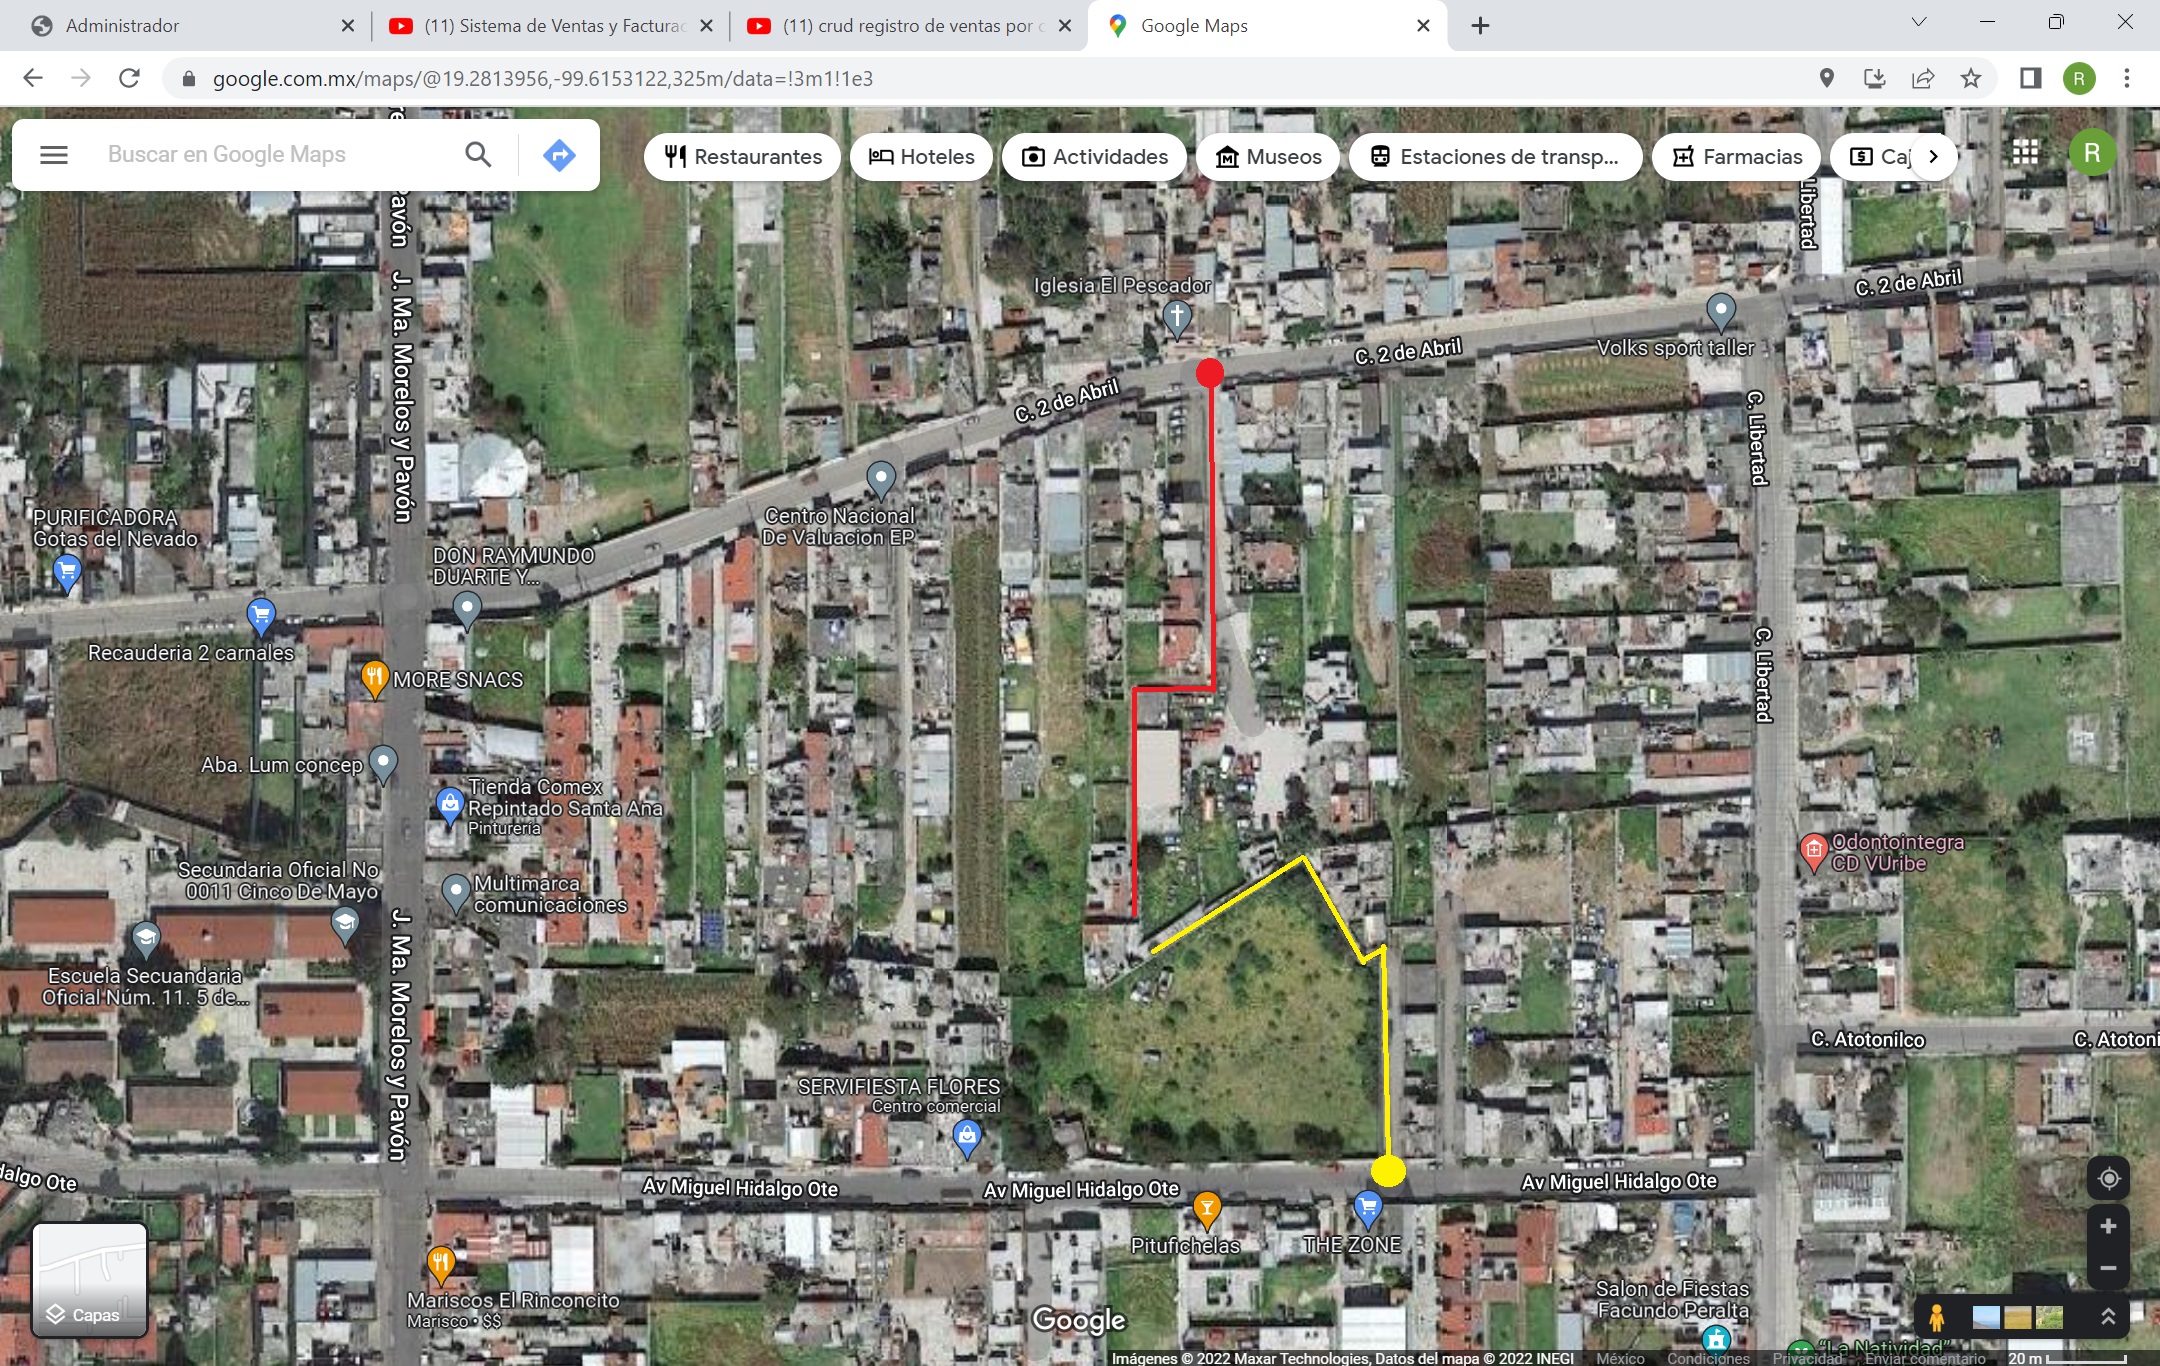 Administrador
(11) Sistema de Ventas y Facturac
(11) crud registro de ventas por c
Google Maps
google.com.mx/maps/@19.2813956,-99.6153122,325m/data=!3m1!1e3
R
Buscar en Google Maps
Restaurantes
Hoteles
Actividades
Museos
Estaciones de transp...
Farmacias
Caj
R
Pavón
J. Ma. Morelos y Pavón
Libertad
C. 2 de Abril
Iglesia El Pescador
C. 2 de Abril
Volks sport taller
C. 2 de Abril
C. Libertad
Centro Nacional
De Valuacion EP
PURIFICADORA
Gotas del Nevado
DON RAYMUNDO
DUARTE Y...
Recauderia 2 carnales
MORE SNACS
C. Libertad
Aba. Lum concep
Tienda Comex
Repintado Santa Ana
Pinturería
Odontointegra
CD VUribe
Secundaria Oficial No
0011 Cinco De Mayo
Multimarca
comunicaciones
J. Ma. Morelos y Pavón
Escuela Secuandaria
Oficial Núm. 11. 5 de...
C. Atotonilco
C. Atotoni
SERVIFIESTA FLORES
Centro comercial
dalgo Ote
Av Miguel Hidalgo Ote
Av Miguel Hidalgo Ote
Av Miguel Hidalgo Ote
Pitufichelas
THE ZONE
Mariscos El Rinconcito
Marisco • $$
Salon de Fiestas
Facundo Peralta
Capas
Google
"La Natividad"
Imágenes © 2022 Maxar Technologies, Datos del mapa © 2022 INEGI
México
Condiciones
Privacidad
Enviar comentario
20 m